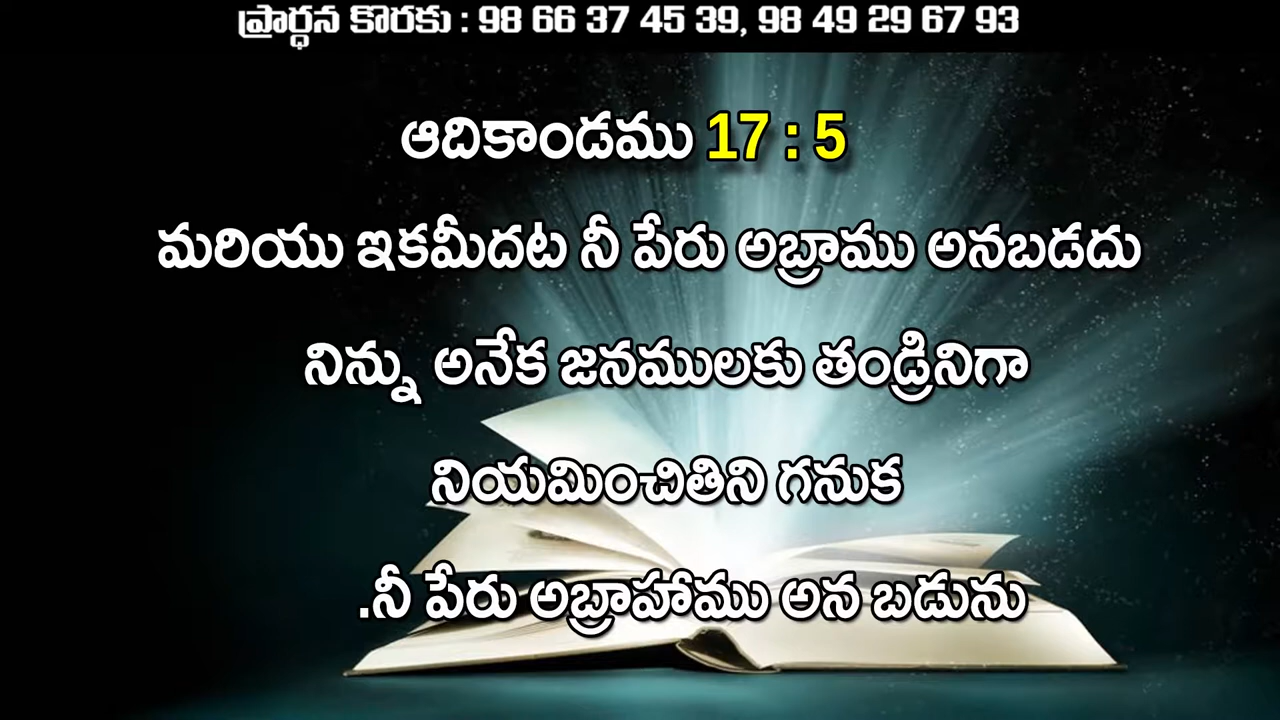 ప్రార్ధన కొరకు : 98 66 37 45 39, 98 49 29 67 93
ఆదికాండము 17 : 5
మరియు ఇకమీదట నీ పేరు అబ్రాము అనబడదు
నిన్ను అనేక జనములకు తండ్రినిగా
నియమించితిని గనుక
.నీ పేరు అబ్రాహాము అన బడును